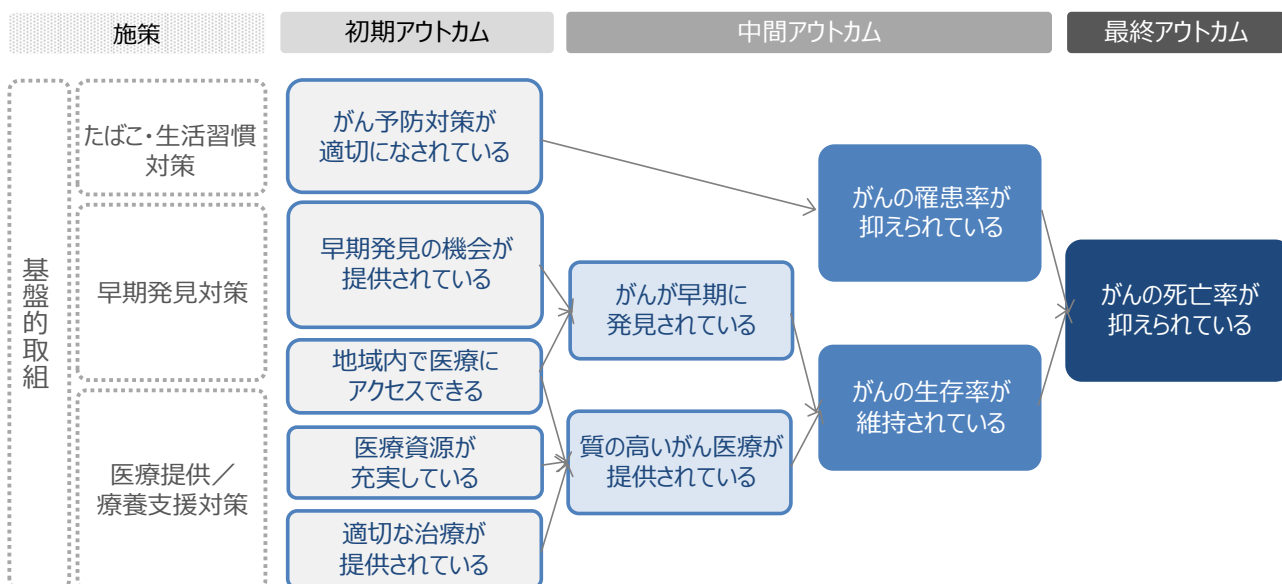 施策
初期アウトカム
中間アウトカム
最終アウトカム
基盤的取組
たばこ・生活習慣
対策
早期発見対策
医療提供／
療養支援対策
がん予防対策が
適切になされている
早期発見の機会が
提供されている
地域内で医療に
アクセスできる
医療資源が
充実している
適切な治療が
提供されている
がんが早期に
発見されている
質の高いがん医療が
提供されている
がんの罹患率が
抑えられている
がんの生存率が
維持されている
がんの死亡率が
抑えられている